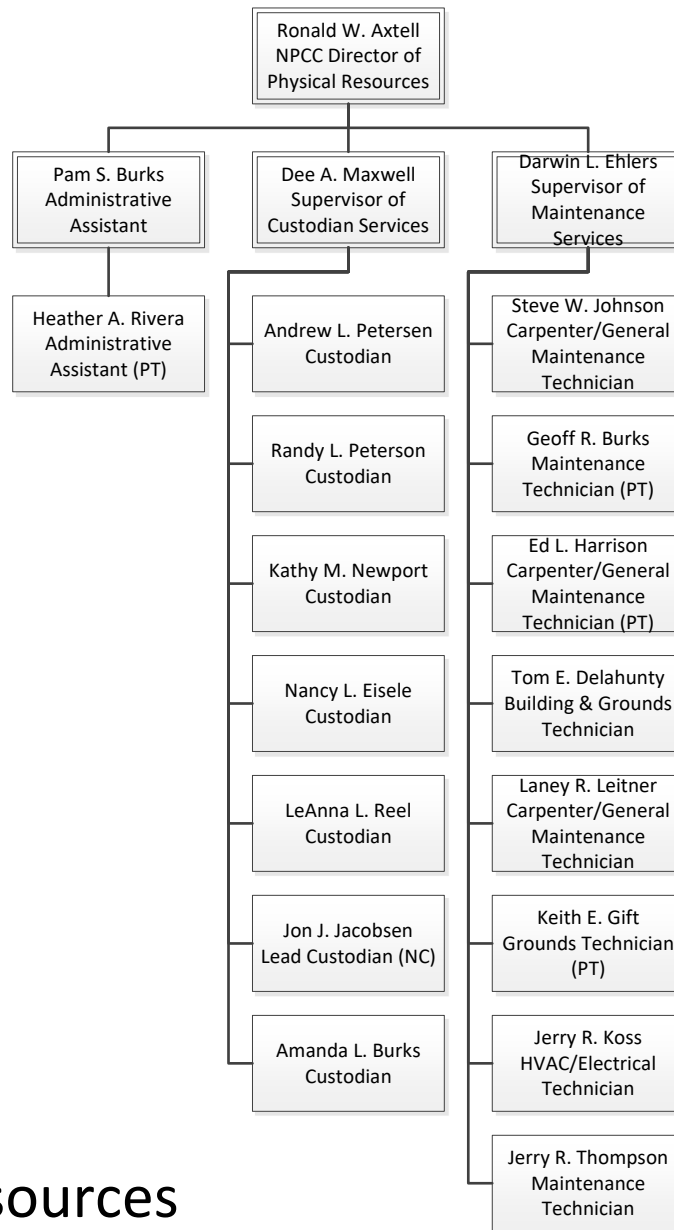 Ronald W. Axtell
NPCC Director of
Physical Resources
Pam S. Burks
Administrative
Assistant
Dee A. Maxwell
Supervisor of
Custodian Services
Darwin L. Ehlers
Supervisor of
Maintenance
Services
Heather A. Rivera
Administrative
Assistant (PT)
Andrew L. Petersen
Custodian
Randy L. Peterson
Custodian
Kathy M. Newport
Custodian
Nancy L. Eisele
Custodian
LeAnna L. Reel
Custodian
Jon J. Jacobsen
Lead Custodian (NC)
Amanda L. Burks
Custodian
Steve W. Johnson
Carpenter/General
Maintenance
Technician
Geoff R. Burks
Maintenance
Technician (PT)
Ed L. Harrison
Carpenter/General
Maintenance
Technician (PT)
Tom E. Delahunty
Building & Grounds
Technician
Laney R. Leitner
Carpenter/General
Maintenance
Technician
Keith E. Gift
Grounds Technician
(PT)
Jerry R. Koss
HVAC/Electrical
Technician
Jerry R. Thompson
Maintenance
Technician
sources